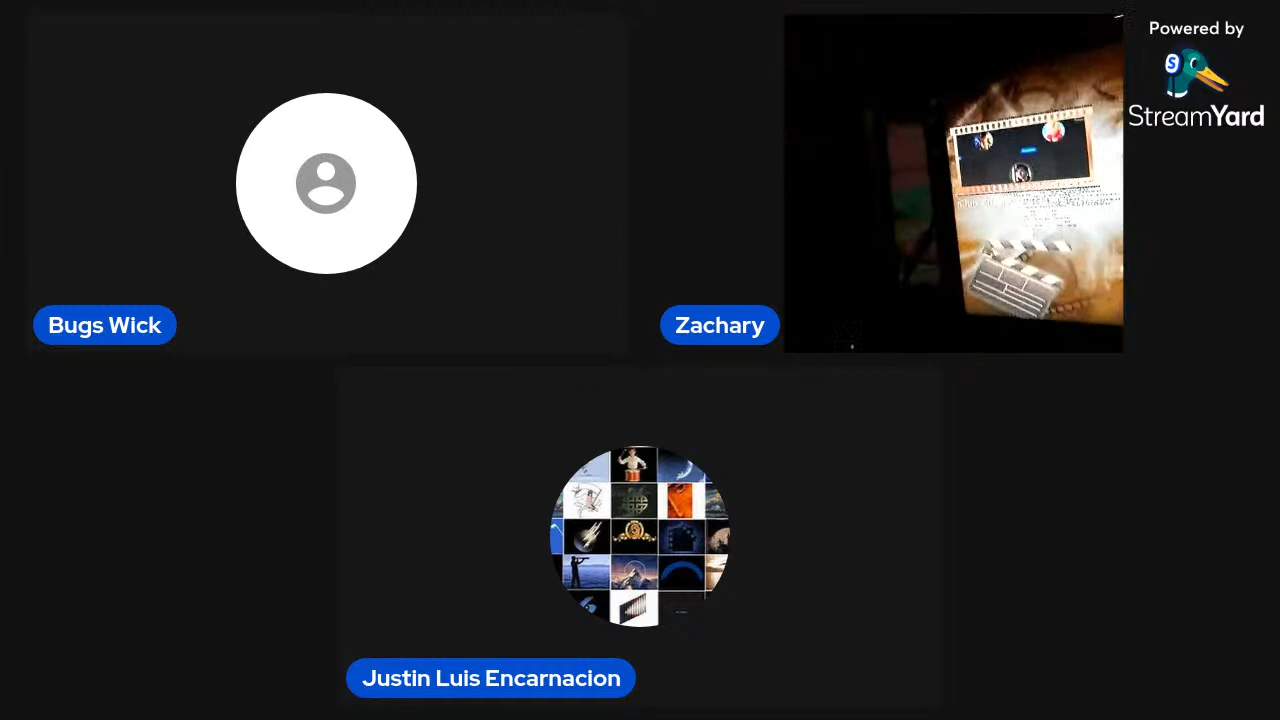 Powered by
StreamYard
Bugs Wick
Zachary
Justin Luis Encarnacion